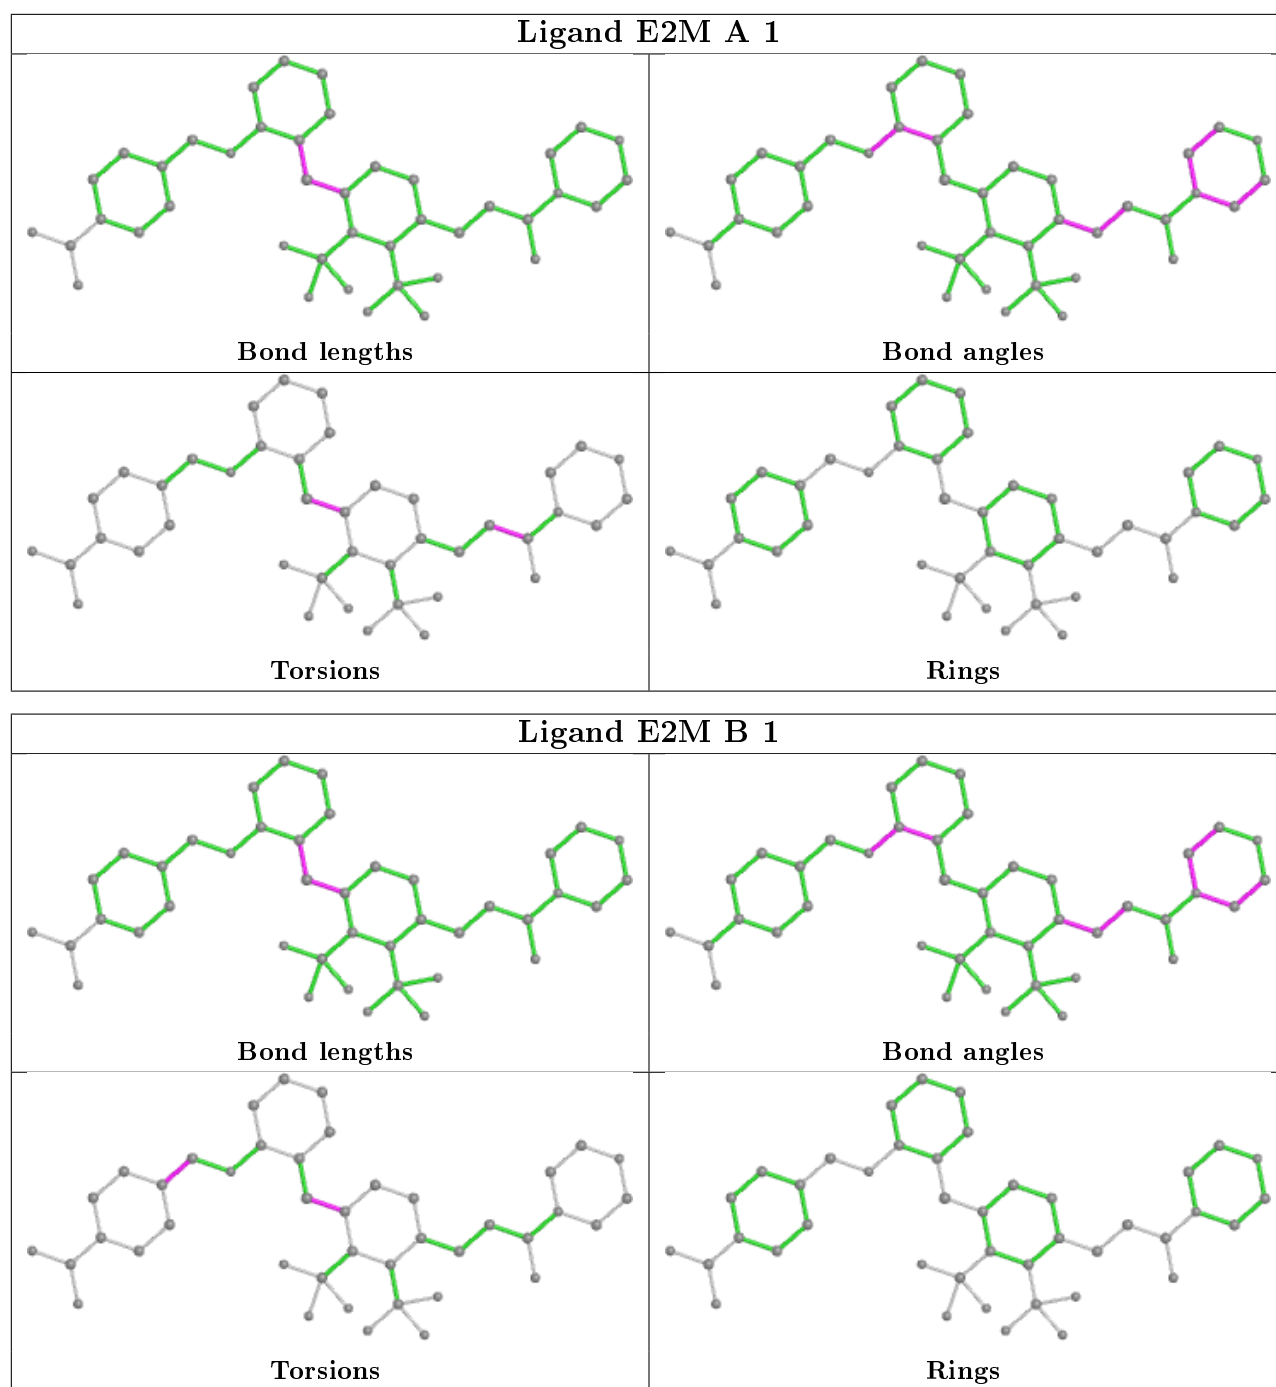 Ligand E2M A 1
Bond lengths
Bond angles
Torsions
Rings
Ligand E2M B 1
Bond lengths
Bond angles
Torsions
Rings